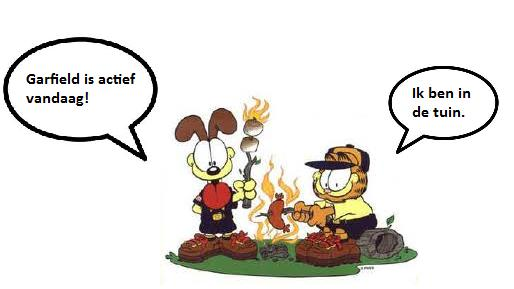 Garfield is actief
vandaag!
Ik ben in
de tuin.